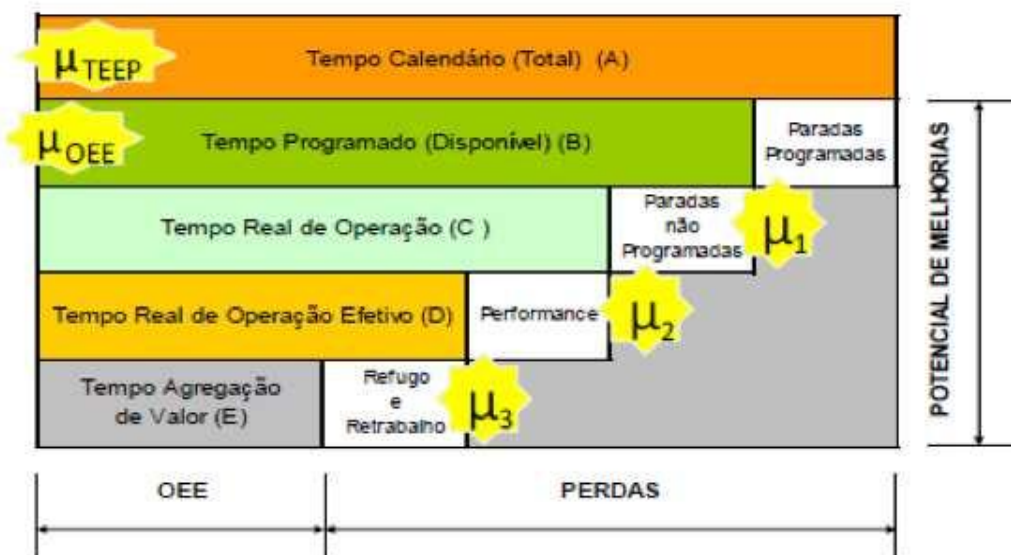 μTEEP
Tempo Calendário (Total) (A)
μOEE
Tempo Programado (Disponível) (B)
Paradas
Programadas
Tempo Real de Operação (C )
Paradas
não
Programadas
μ1
Tempo Real de Operação Efetivo (D)
Performance
μ2
Tempo Agregação
de Valor (E)
Refugo
e
Retrabalho
μ3
POTENCIAL DE MELHORIAS
OEE
PERDAS